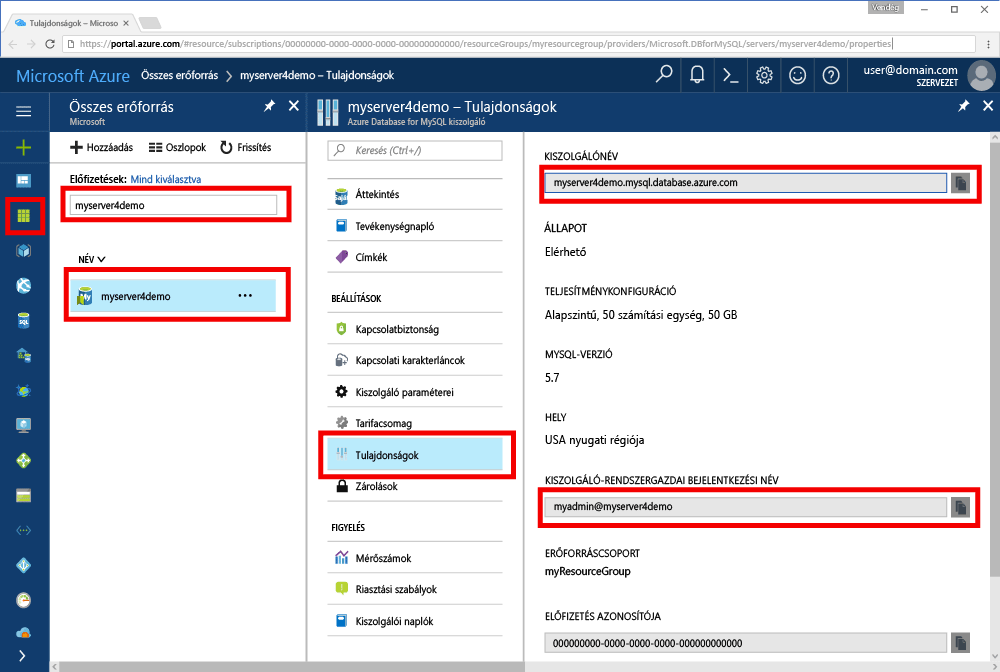 Vendég
Tulajdonságok – Microso
https://portal.azure.com/#resource/subscriptions/00000000-0000-0000-0000-000000000000/resourceGroups/myresourcegroup/providers/Microsoft.DBforMySQL/servers/myserver4demo/properties
Microsoft Azure Összes erőforrás myserver4demo – Tulajdonságok
user@domain.com
SZERVEZET
Összes erőforrás
Microsoft
Hozzáadás Oszlopok Frissítés
Előfizetések: Mind kiválasztva
myserver4demo
NÉV
myserver4demo
myserver4demo – Tulajdonságok
Azure Database for MySQL kiszolgáló
Keresés (Ctrl+/)
Áttekintés
Tevékenységnapló
Címkék
BEÁLLÍTÁSOK
Kapcsolatbiztonság
Kapcsolati karakterláncok
Kiszolgáló paraméterei
Tarifacsomag
Tulajdonságok
Zárolások
FIGYELÉS
Mérőszámok
Riasztási szabályok
Kiszolgálói naplók
KISZOLGÁLÓNÉV
myserver4demo.mysql.database.azure.com
ÁLLAPOT
Elérhető
TELJESÍTMÉNYKONFIGURÁCIÓ
Alapszintű, 50 számítási egység, 50 GB
MYSQL-VERZIÓ
5.7
HELY
USA nyugati régiója
KISZOLGÁLÓ-RENDSZERGAZDAI BEJELENTKEZÉSI NÉV
myadmin@myserver4demo
ERŐFORRÁSCSOPORT
myResourceGroup
ELŐFIZETÉS AZONOSÍTÓJA
000000000-0000-0000-0000-000000000000